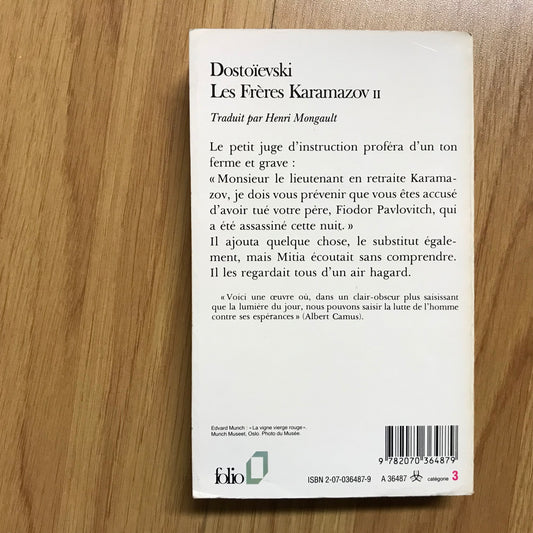 Dostoïevski
Les Frères Karamazov II
Traduit par Henri Mongault
Le petit juge d'instruction proféra d'un ton
ferme et grave :
« Monsieur le lieutenant en retraite Karama-
zov, je dois vous prévenir que vous êtes accusé
d'avoir tué votre père, Fiodor Pavlovitch, qui
a été assassiné cette nuit. »
Il ajouta quelque chose, le substitut égale-
ment, mais Mitia écoutait sans comprendre.
Il les regardait tous d'un air hagard.
« Voici une œuvre où, dans un clair-obscur plus saisissant
que la lumière du jour, nous pouvons saisir la lutte de l'homme
contre ses espérances » (Albert Camus).
Edvard Munch : « La vigne vierge rouge ».
Munch Museet, Oslo. Photo du Musée.
9 782070 364879
folio
ISBN 2-07-036487-9 A 36487 catégorie 3